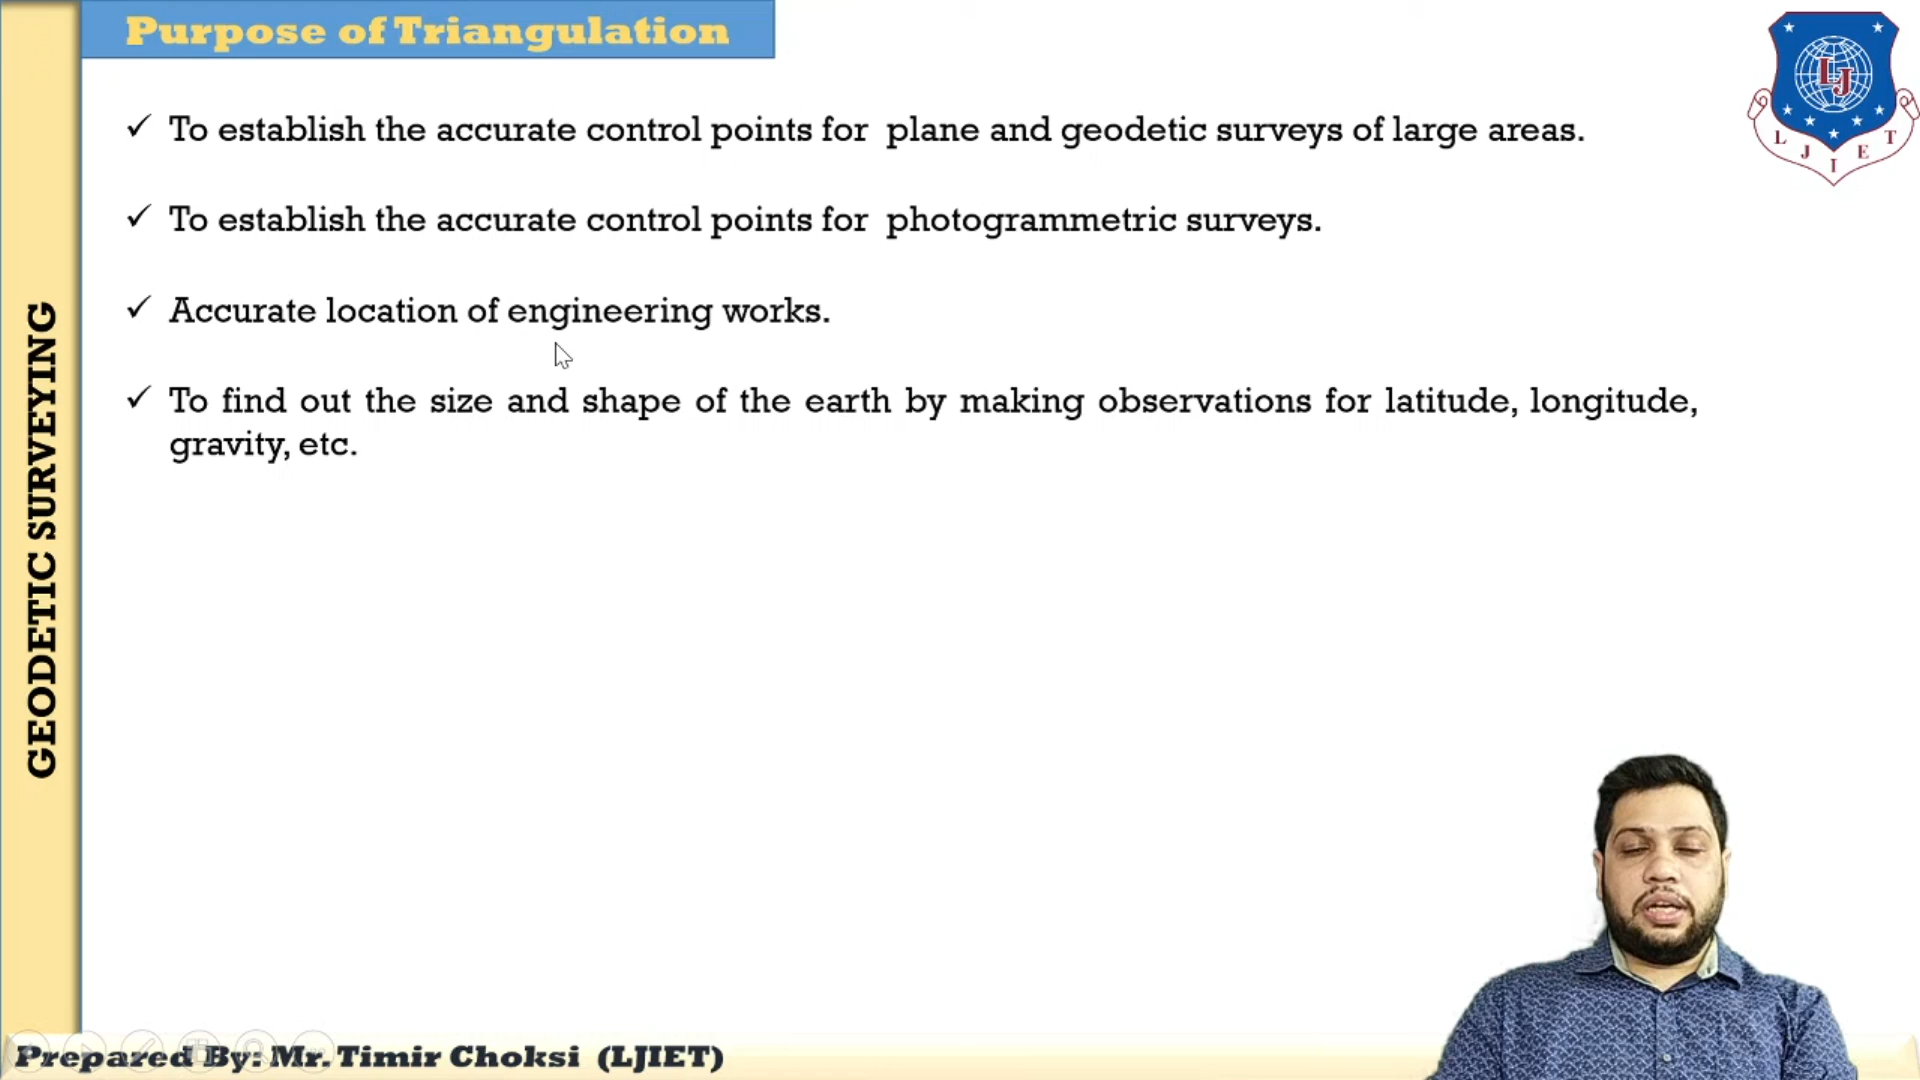 Purpose of Triangulation
✓ To establish the accurate control points for plane and geodetic surveys of large areas.
✓ To establish the accurate control points for photogrammetric surveys.
✓ Accurate location of engineering works.
✓ To find out the size and shape of the earth by making observations for latitude, longitude,
gravity, etc.
GEODETIC SURVEYING
LJ
L J I E T
Prepared By: Mr. Timir Choksi (LJIET)